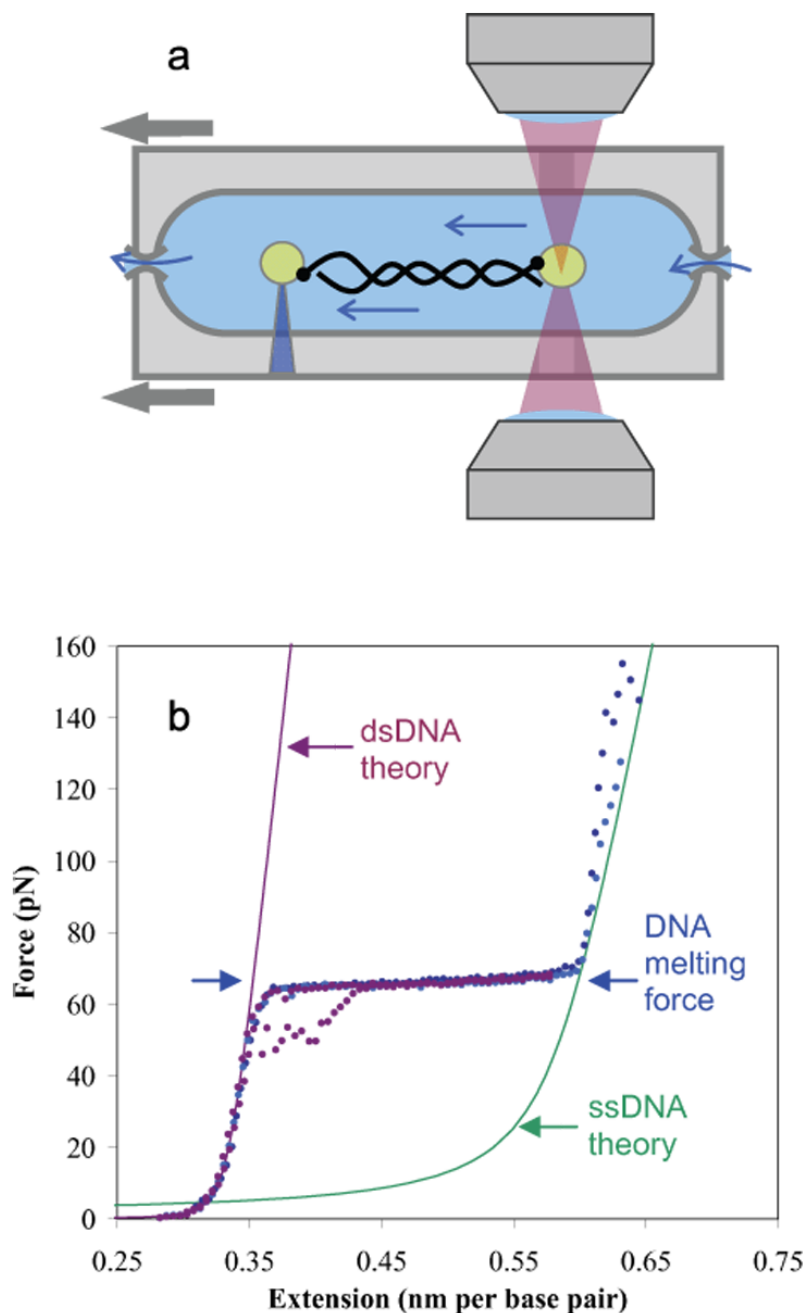 a
b
160
140
120
100
80
60
40
20
0
Force (pN)
dsDNA
theory
DNA
melting
force
ssDNA
theory
0.25
0.35
0.45
0.55
0.65
0.75
Extension (nm per base pair)